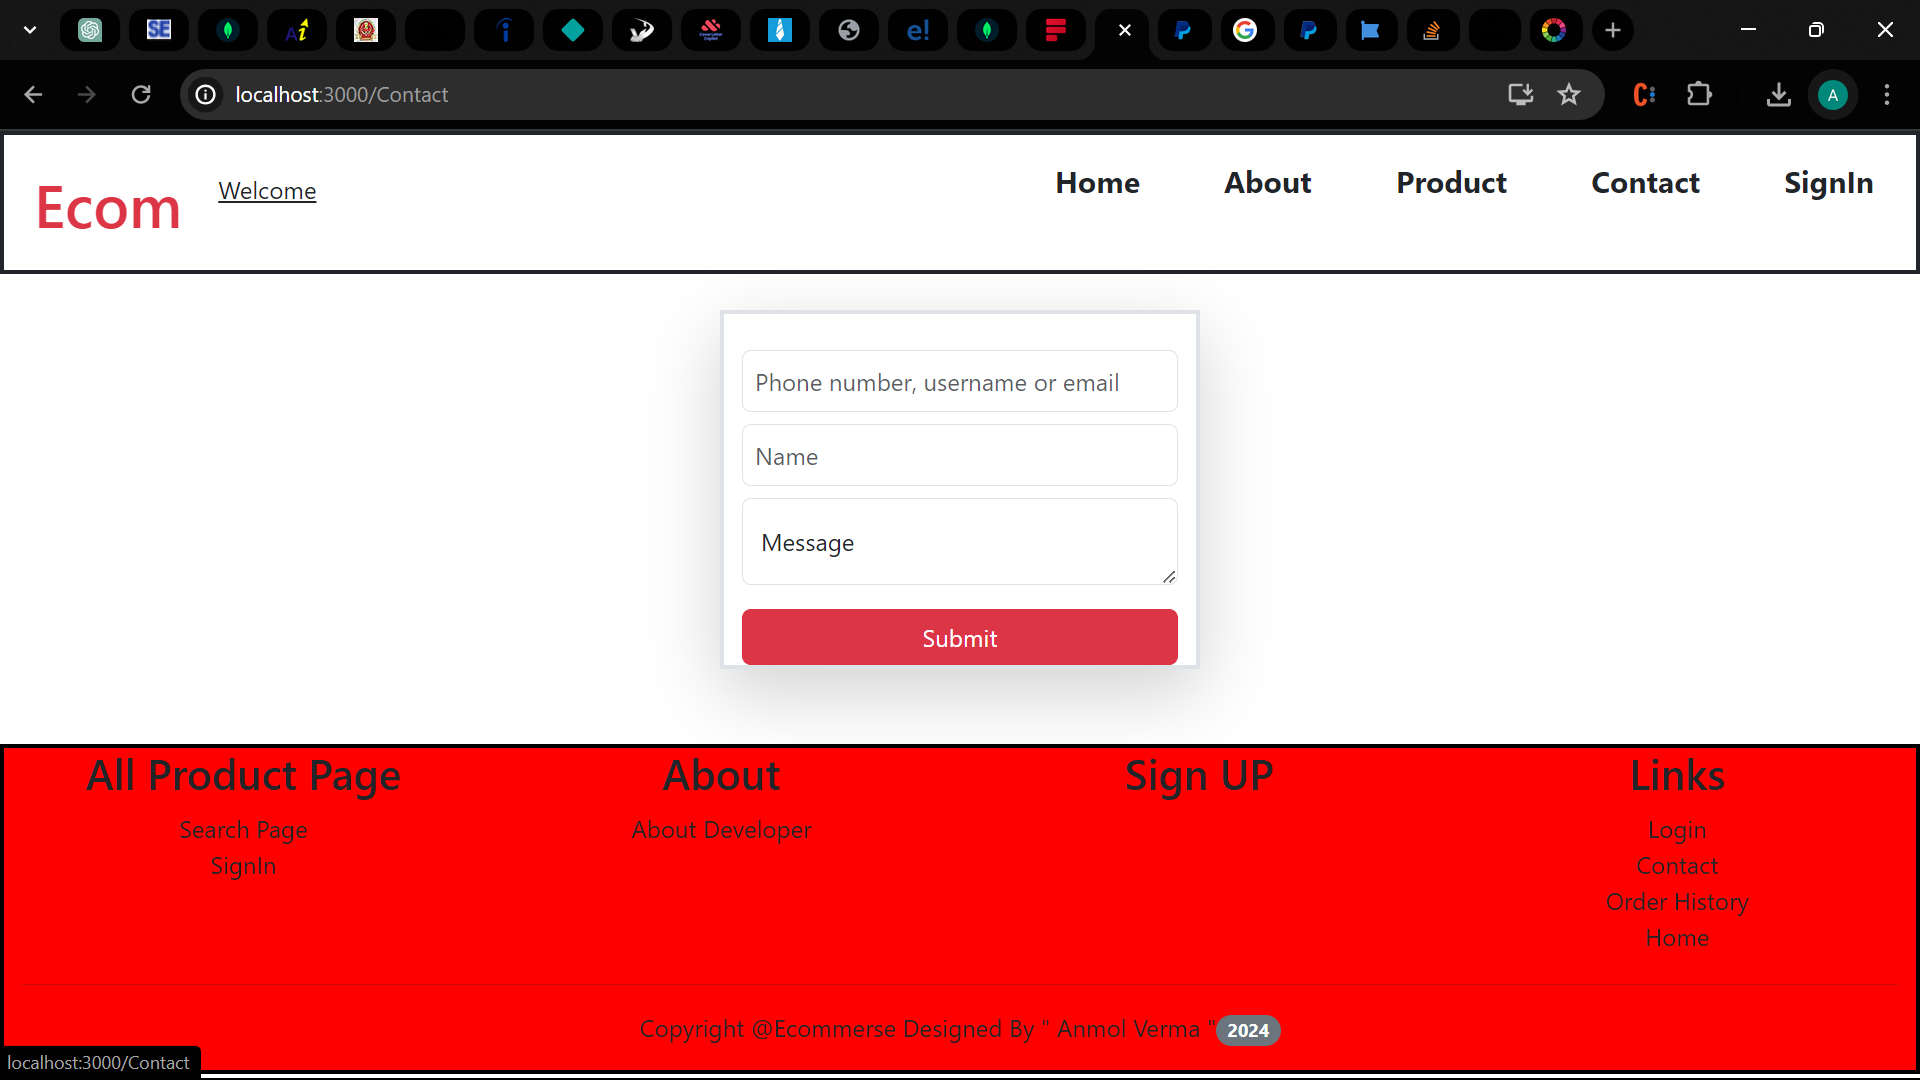 SE
Ai
e!
G
localhost:3000/Contact
A
Ecom
Welcome
Home
About
Product
Contact
SignIn
Phone number, username or email
Name
Message
Submit
All Product Page
Search Page
SignIn
About
About Developer
Sign UP
Links
Login
Contact
Order History
Home
Copyright @Ecommerse Designed By " Anmol Verma " 2024
localhost:3000/Contact